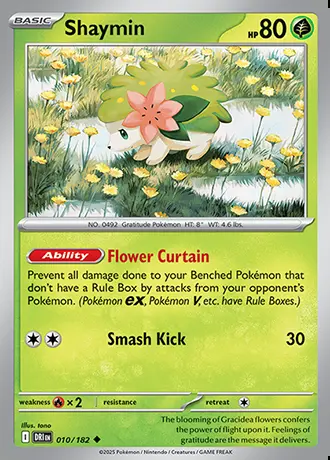 BASIC
Shaymin
HP 80
NO. 0492 Gratitude Pokémon HT: 8" WT: 4.6 lbs.
Ability Flower Curtain
Prevent all damage done to your Benched Pokémon that
don't have a Rule Box by attacks from your opponent's
Pokémon. (Pokémon ex, Pokémon V, etc. have Rule Boxes.)
Smash Kick 30
weakness ×2 resistance retreat
Illus. Iono
DRI EN 010/182
The blooming of Gracidea flowers confers
the power of flight upon it. Feelings of
gratitude are the message it delivers.
©2025 Pokémon / Nintendo / Creatures / GAME FREAK